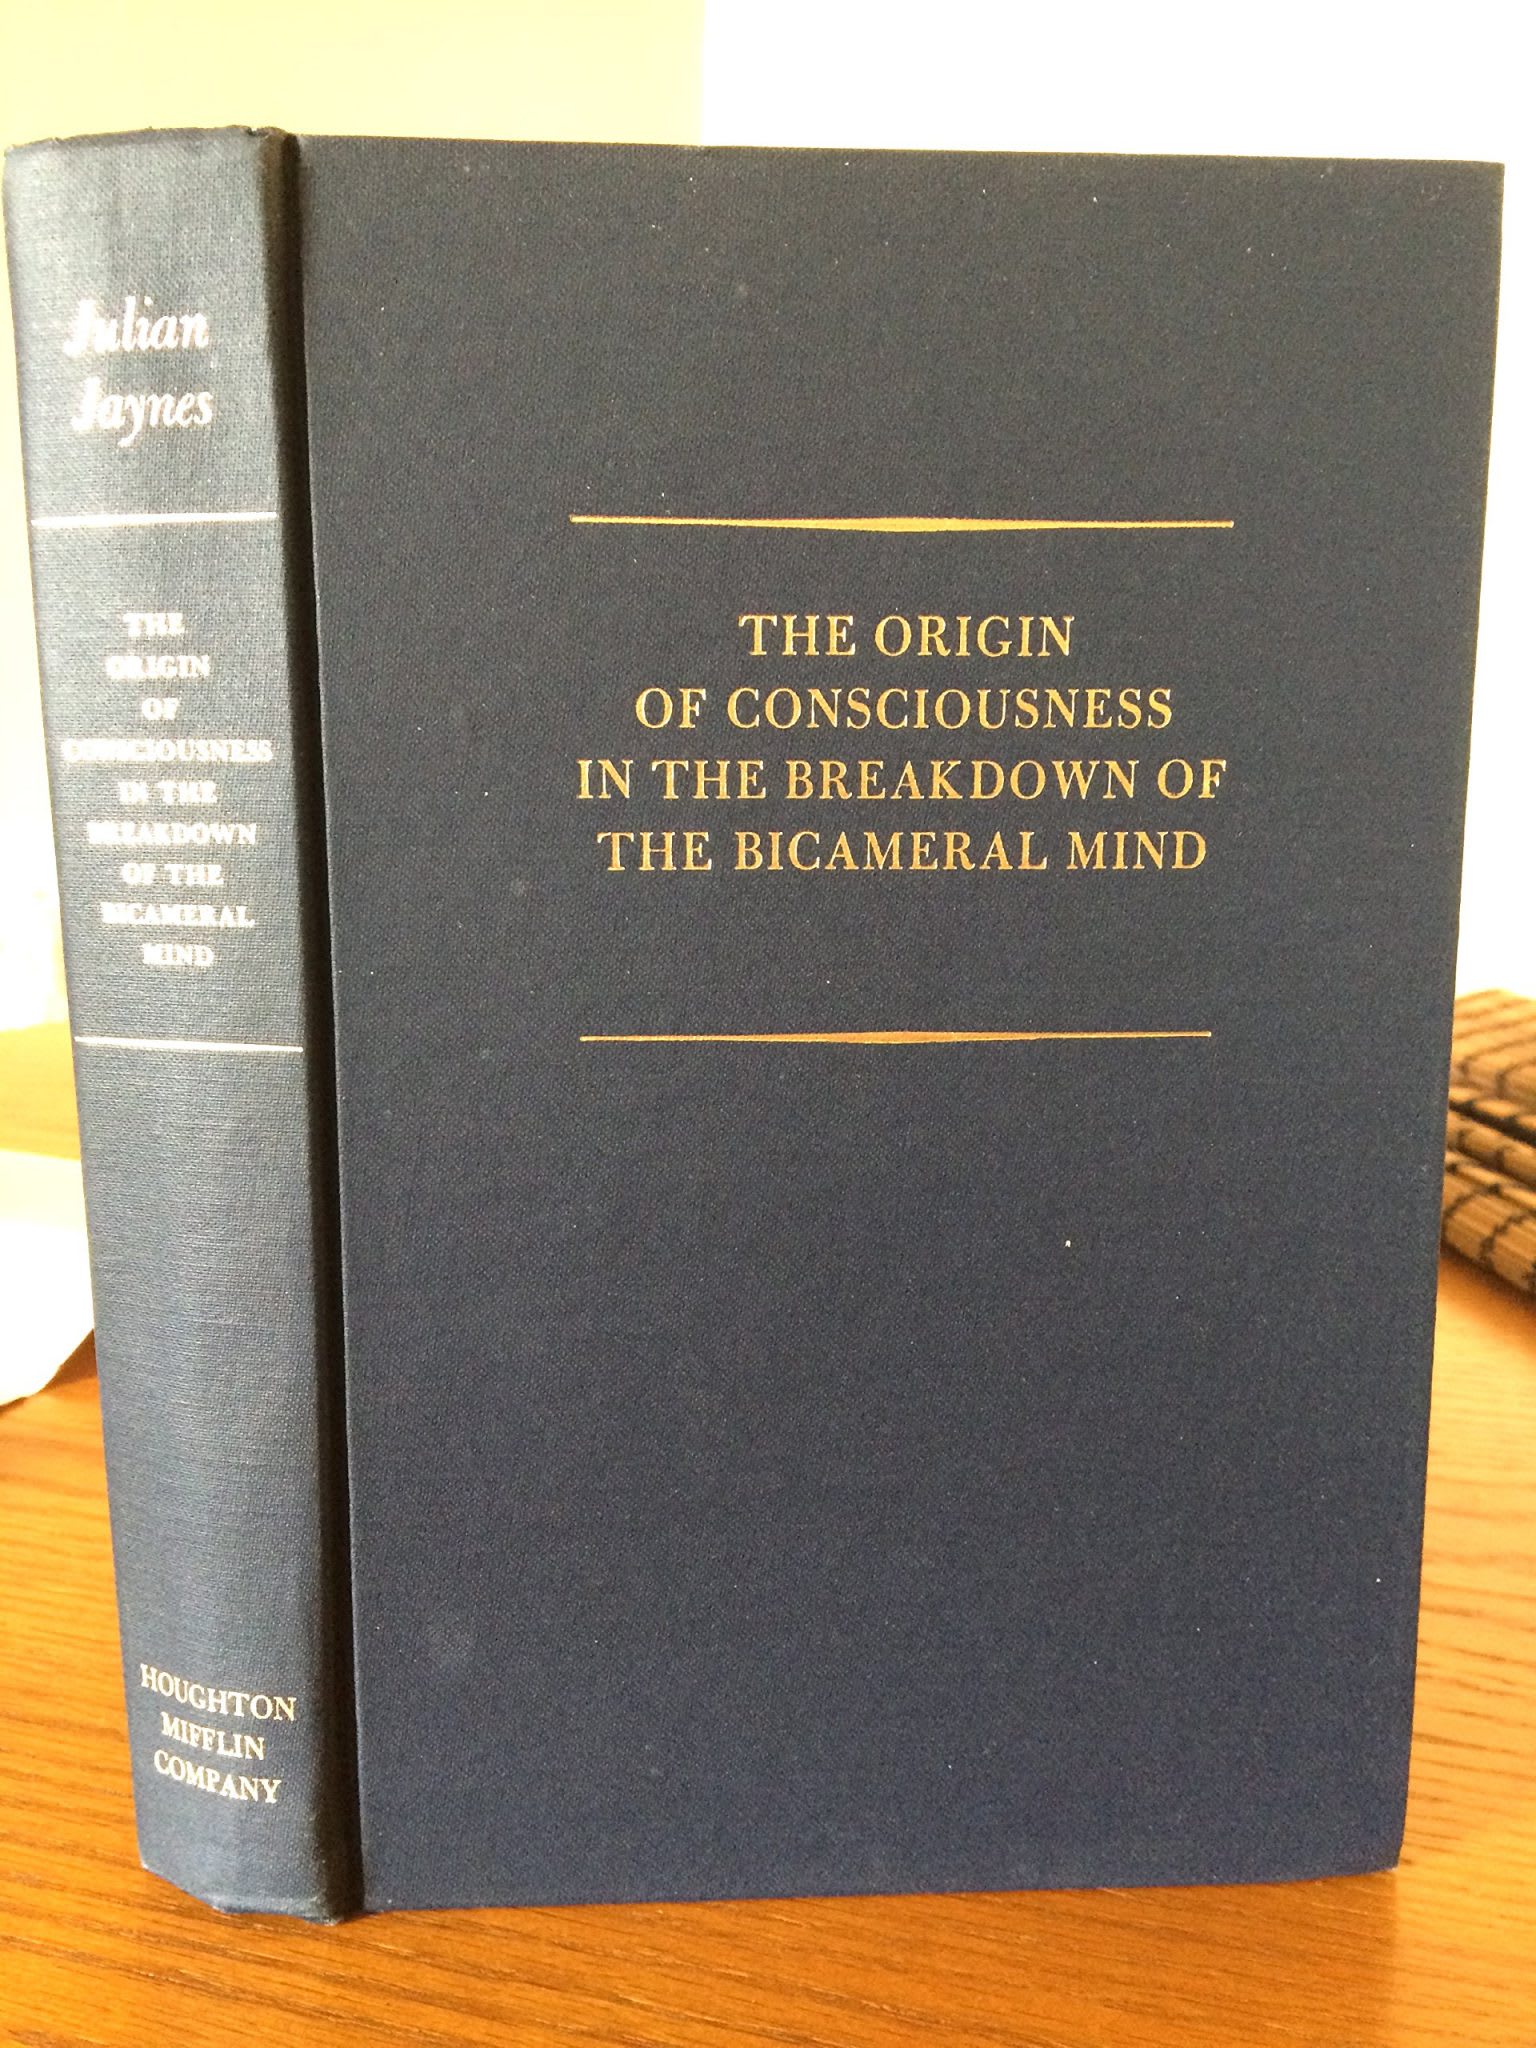 Julian
Jaynes
THE
ORIGIN
OF
CONSCIOUSNESS
IN THE
BREAKDOWN
OF THE
BICAMERAL
MIND
HOUGHTON
MIFFLIN
COMPANY
THE ORIGIN
OF CONSCIOUSNESS
IN THE BREAKDOWN OF
THE BICAMERAL MIND